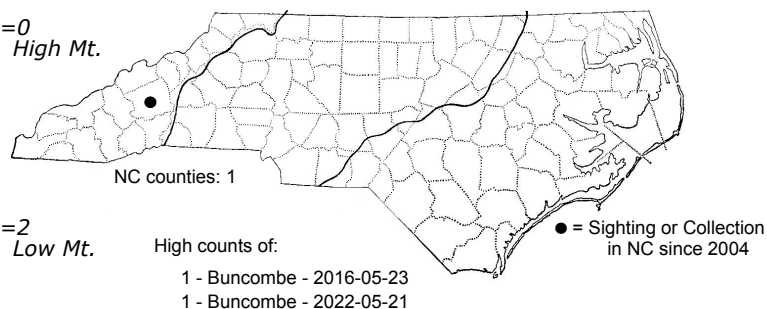 =0
High Mt.
NC counties: 1
=2
Low Mt.
High counts of:
1 - Buncombe - 2016-05-23
1 - Buncombe - 2022-05-21
● = Sighting or Collection
in NC since 2004